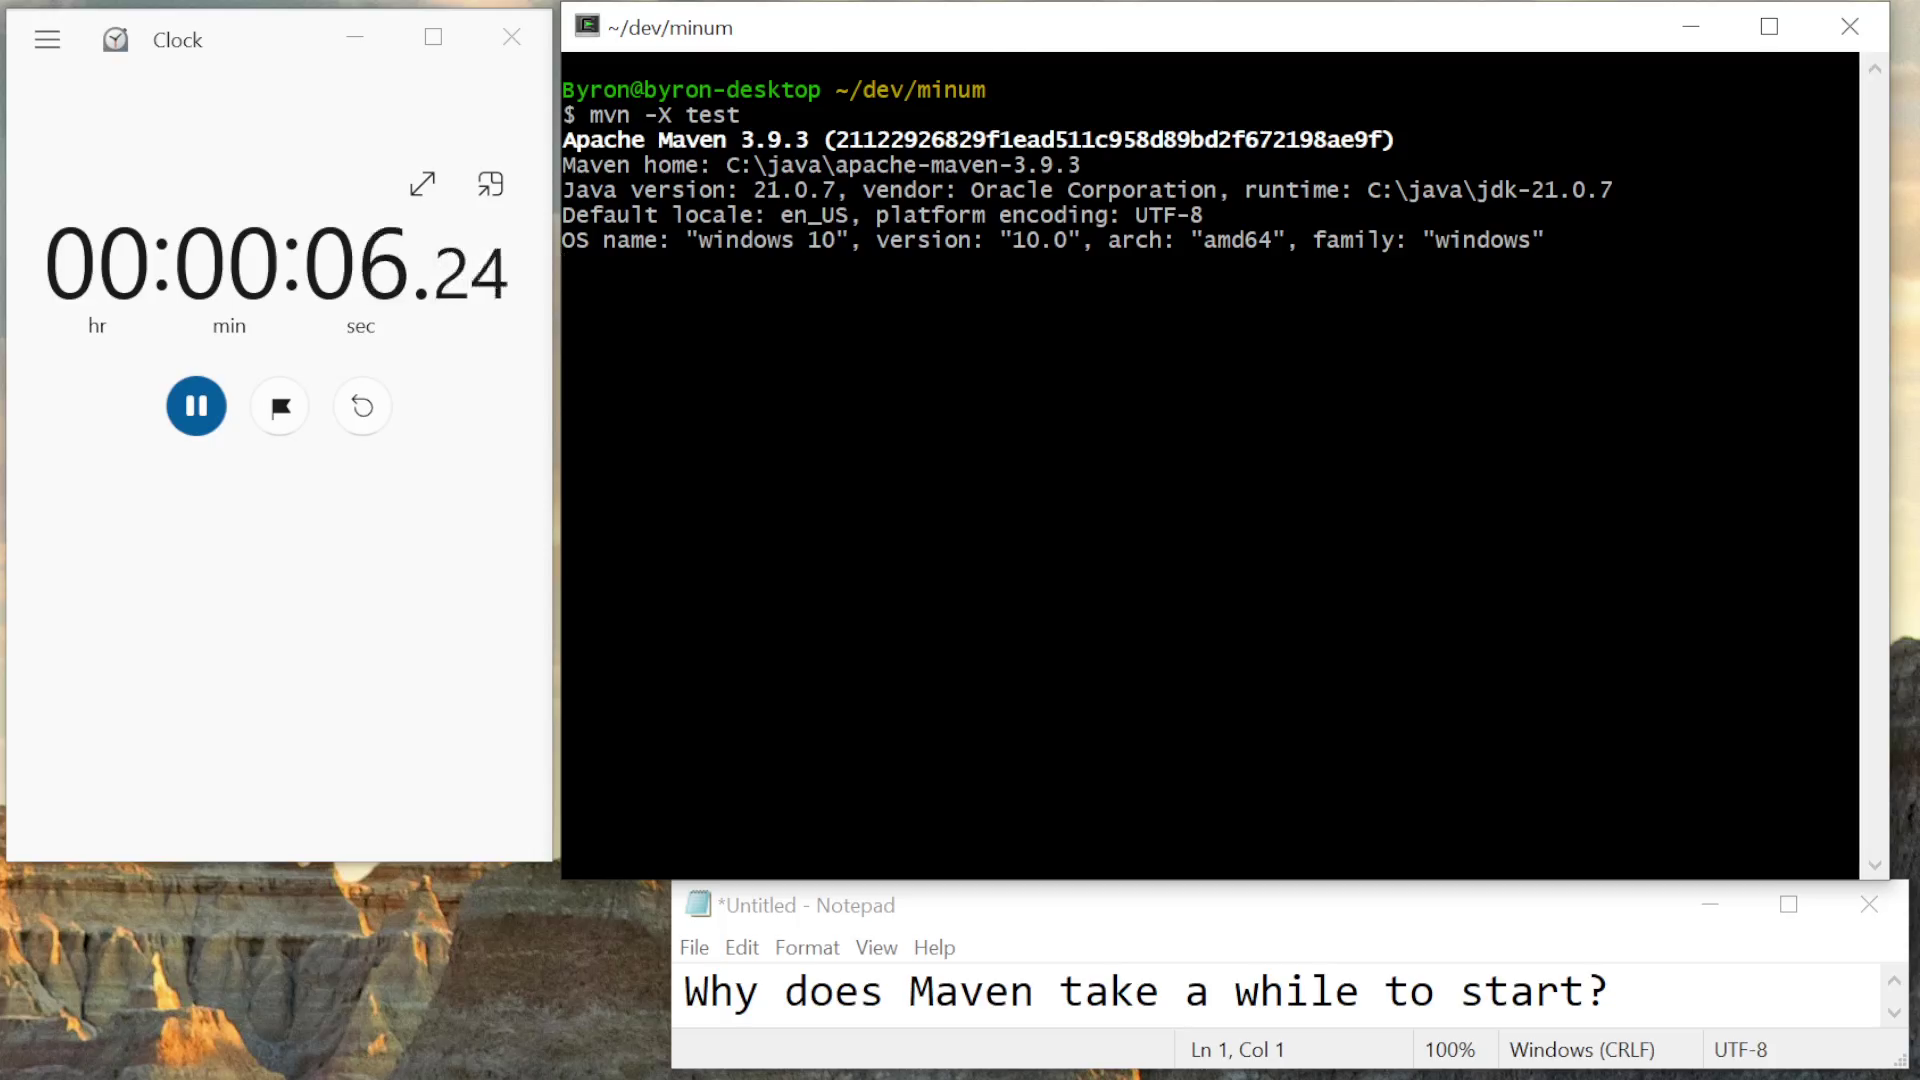 Clock
00:00:06.24
hr min sec
~/dev/minum
Byron@byron-desktop ~/dev/minum
$ mvn -X test
Apache Maven 3.9.3 (21122926829f1ead511c958d89bd2f672198ae9f)
Maven home: C:\java\apache-maven-3.9.3
Java version: 21.0.7, vendor: Oracle Corporation, runtime: C:\java\jdk-21.0.7
Default locale: en_US, platform encoding: UTF-8
OS name: "windows 10", version: "10.0", arch: "amd64", family: "windows"
*Untitled - Notepad
File Edit Format View Help
Why does Maven take a while to start?
Ln 1, Col 1 100% Windows (CRLF) UTF-8